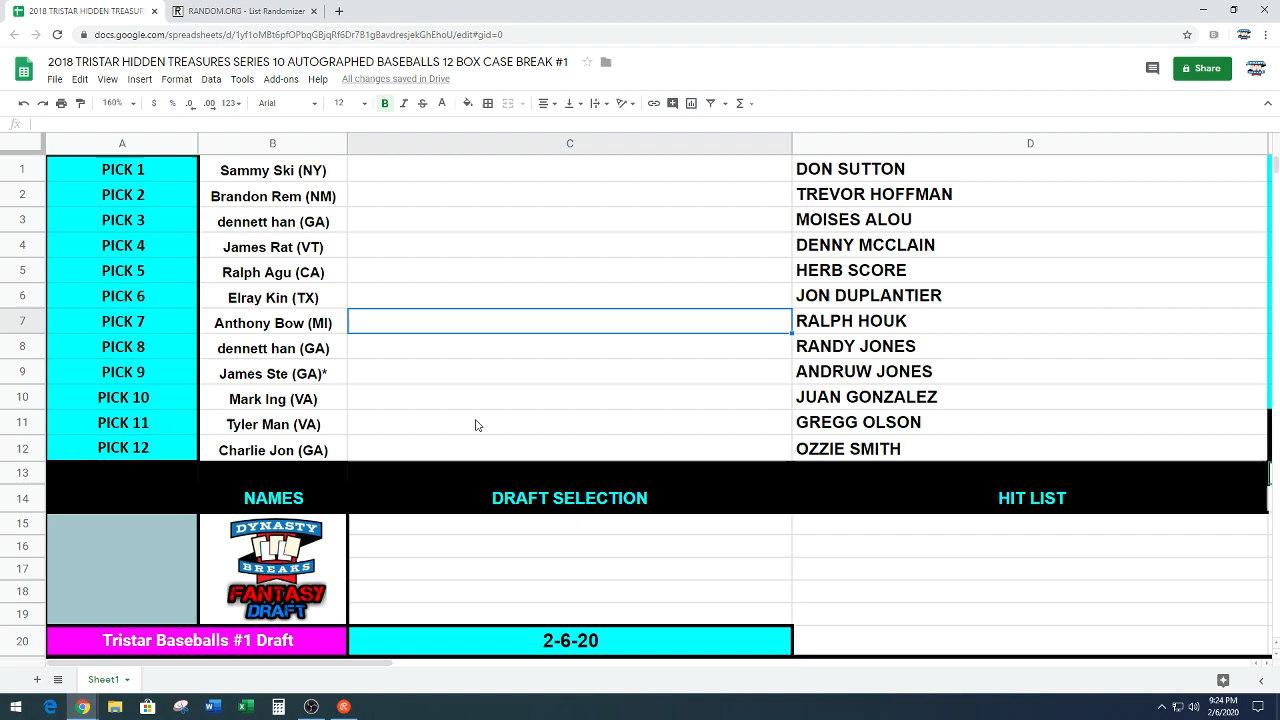 2018 TRISTAR HIDDEN TREASUR
RANDOM.ORG - List Randomizer
docs.google.com/spreadsheets/d/1yf1oMBt6pfOPbqGBjqRf6Dr7B1g8avdresjekGhEhoU/edit#gid=0
2018 TRISTAR HIDDEN TREASURES SERIES 10 AUTOGRAPHED BASEBALLS 12 BOX CASE BREAK #1
Share
File Edit View Insert Format Data Tools Add-ons Help All changes saved in Drive
160% $ % .0 .00 123 Arial 12 B I S A
fx
A B C D
1 PICK 1 Sammy Ski (NY) DON SUTTON
2 PICK 2 Brandon Rem (NM) TREVOR HOFFMAN
3 PICK 3 dennett han (GA) MOISES ALOU
4 PICK 4 James Rat (VT) DENNY MCCLAIN
5 PICK 5 Ralph Agu (CA) HERB SCORE
6 PICK 6 Elray Kin (TX) JON DUPLANTIER
7 PICK 7 Anthony Bow (MI) RALPH HOUK
8 PICK 8 dennett han (GA) RANDY JONES
9 PICK 9 James Ste (GA)* ANDRUW JONES
10 PICK 10 Mark Ing (VA) JUAN GONZALEZ
11 PICK 11 Tyler Man (VA) GREGG OLSON
12 PICK 12 Charlie Jon (GA) OZZIE SMITH
13
14 NAMES DRAFT SELECTION HIT LIST
15
16
17
18
19
DYNASTY
BREAKS
FANTASY
DRAFT
20 Tristar Baseballs #1 Draft 2-6-20
Sheet1
9:24 PM
2/6/2020